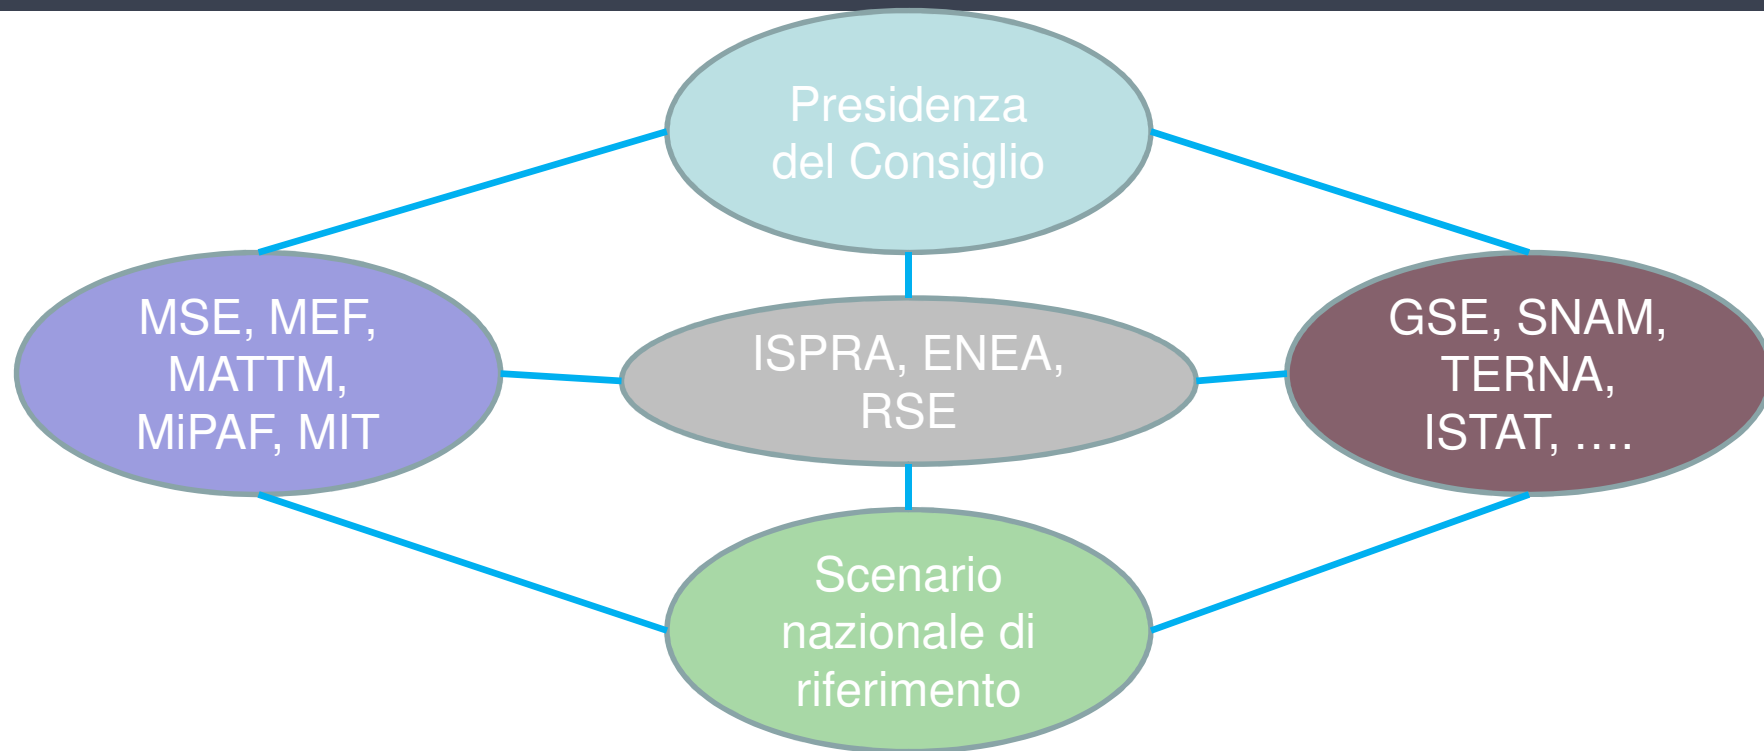 Presidenza
del Consiglio
MSE, MEF,
MATTM,
MiPAF, MIT
ISPRA, ENEA,
RSE
GSE, SNAM,
TERNA,
ISTAT, ....
Scenario
nazionale di
riferimento